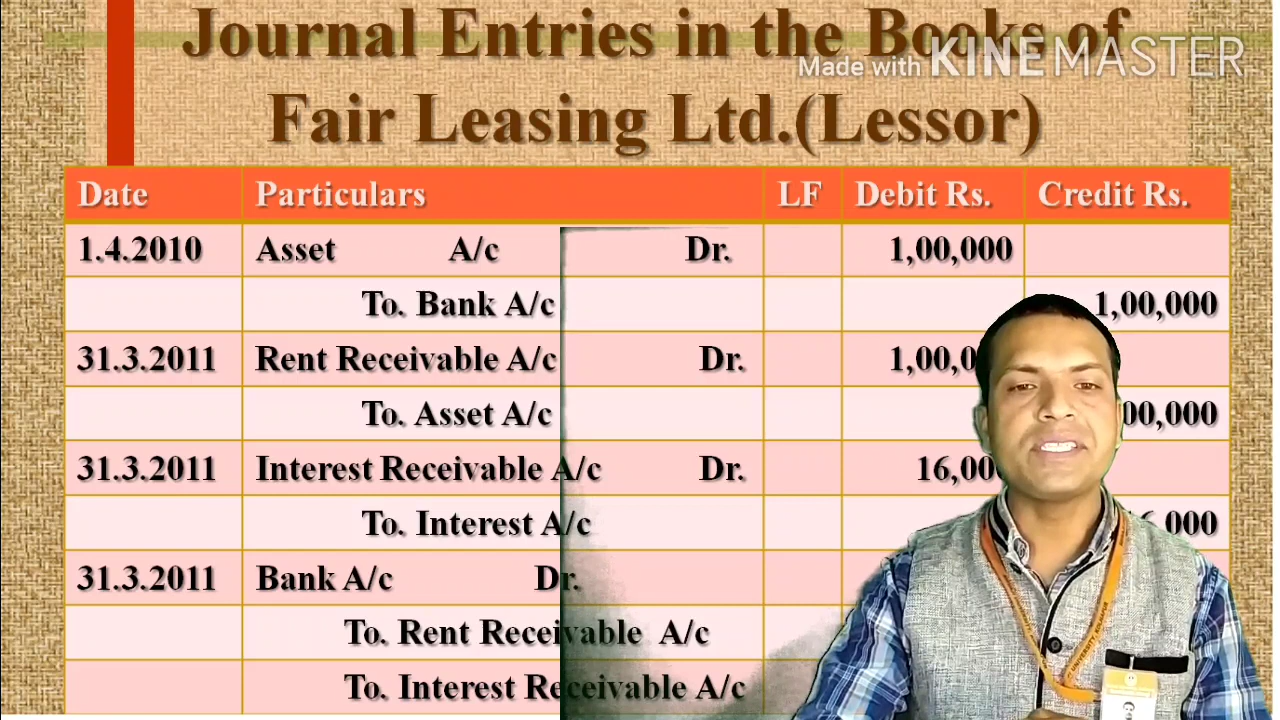 Journal Entries in the Books of
Made with KINEMASTER
Fair Leasing Ltd.(Lessor)
Date Particulars LF Debit Rs. Credit Rs.
1.4.2010 Asset A/c Dr. 1,00,000
To. Bank A/c 1,00,000
31.3.2011 Rent Receivable A/c Dr.
To. Asset A/c
31.3.2011 Interest Receivable A/c Dr.
To. Interest A/c
31.3.2011 Bank A/c Dr.
To. Rent Receivable A/c
To. Interest Receivable A/c